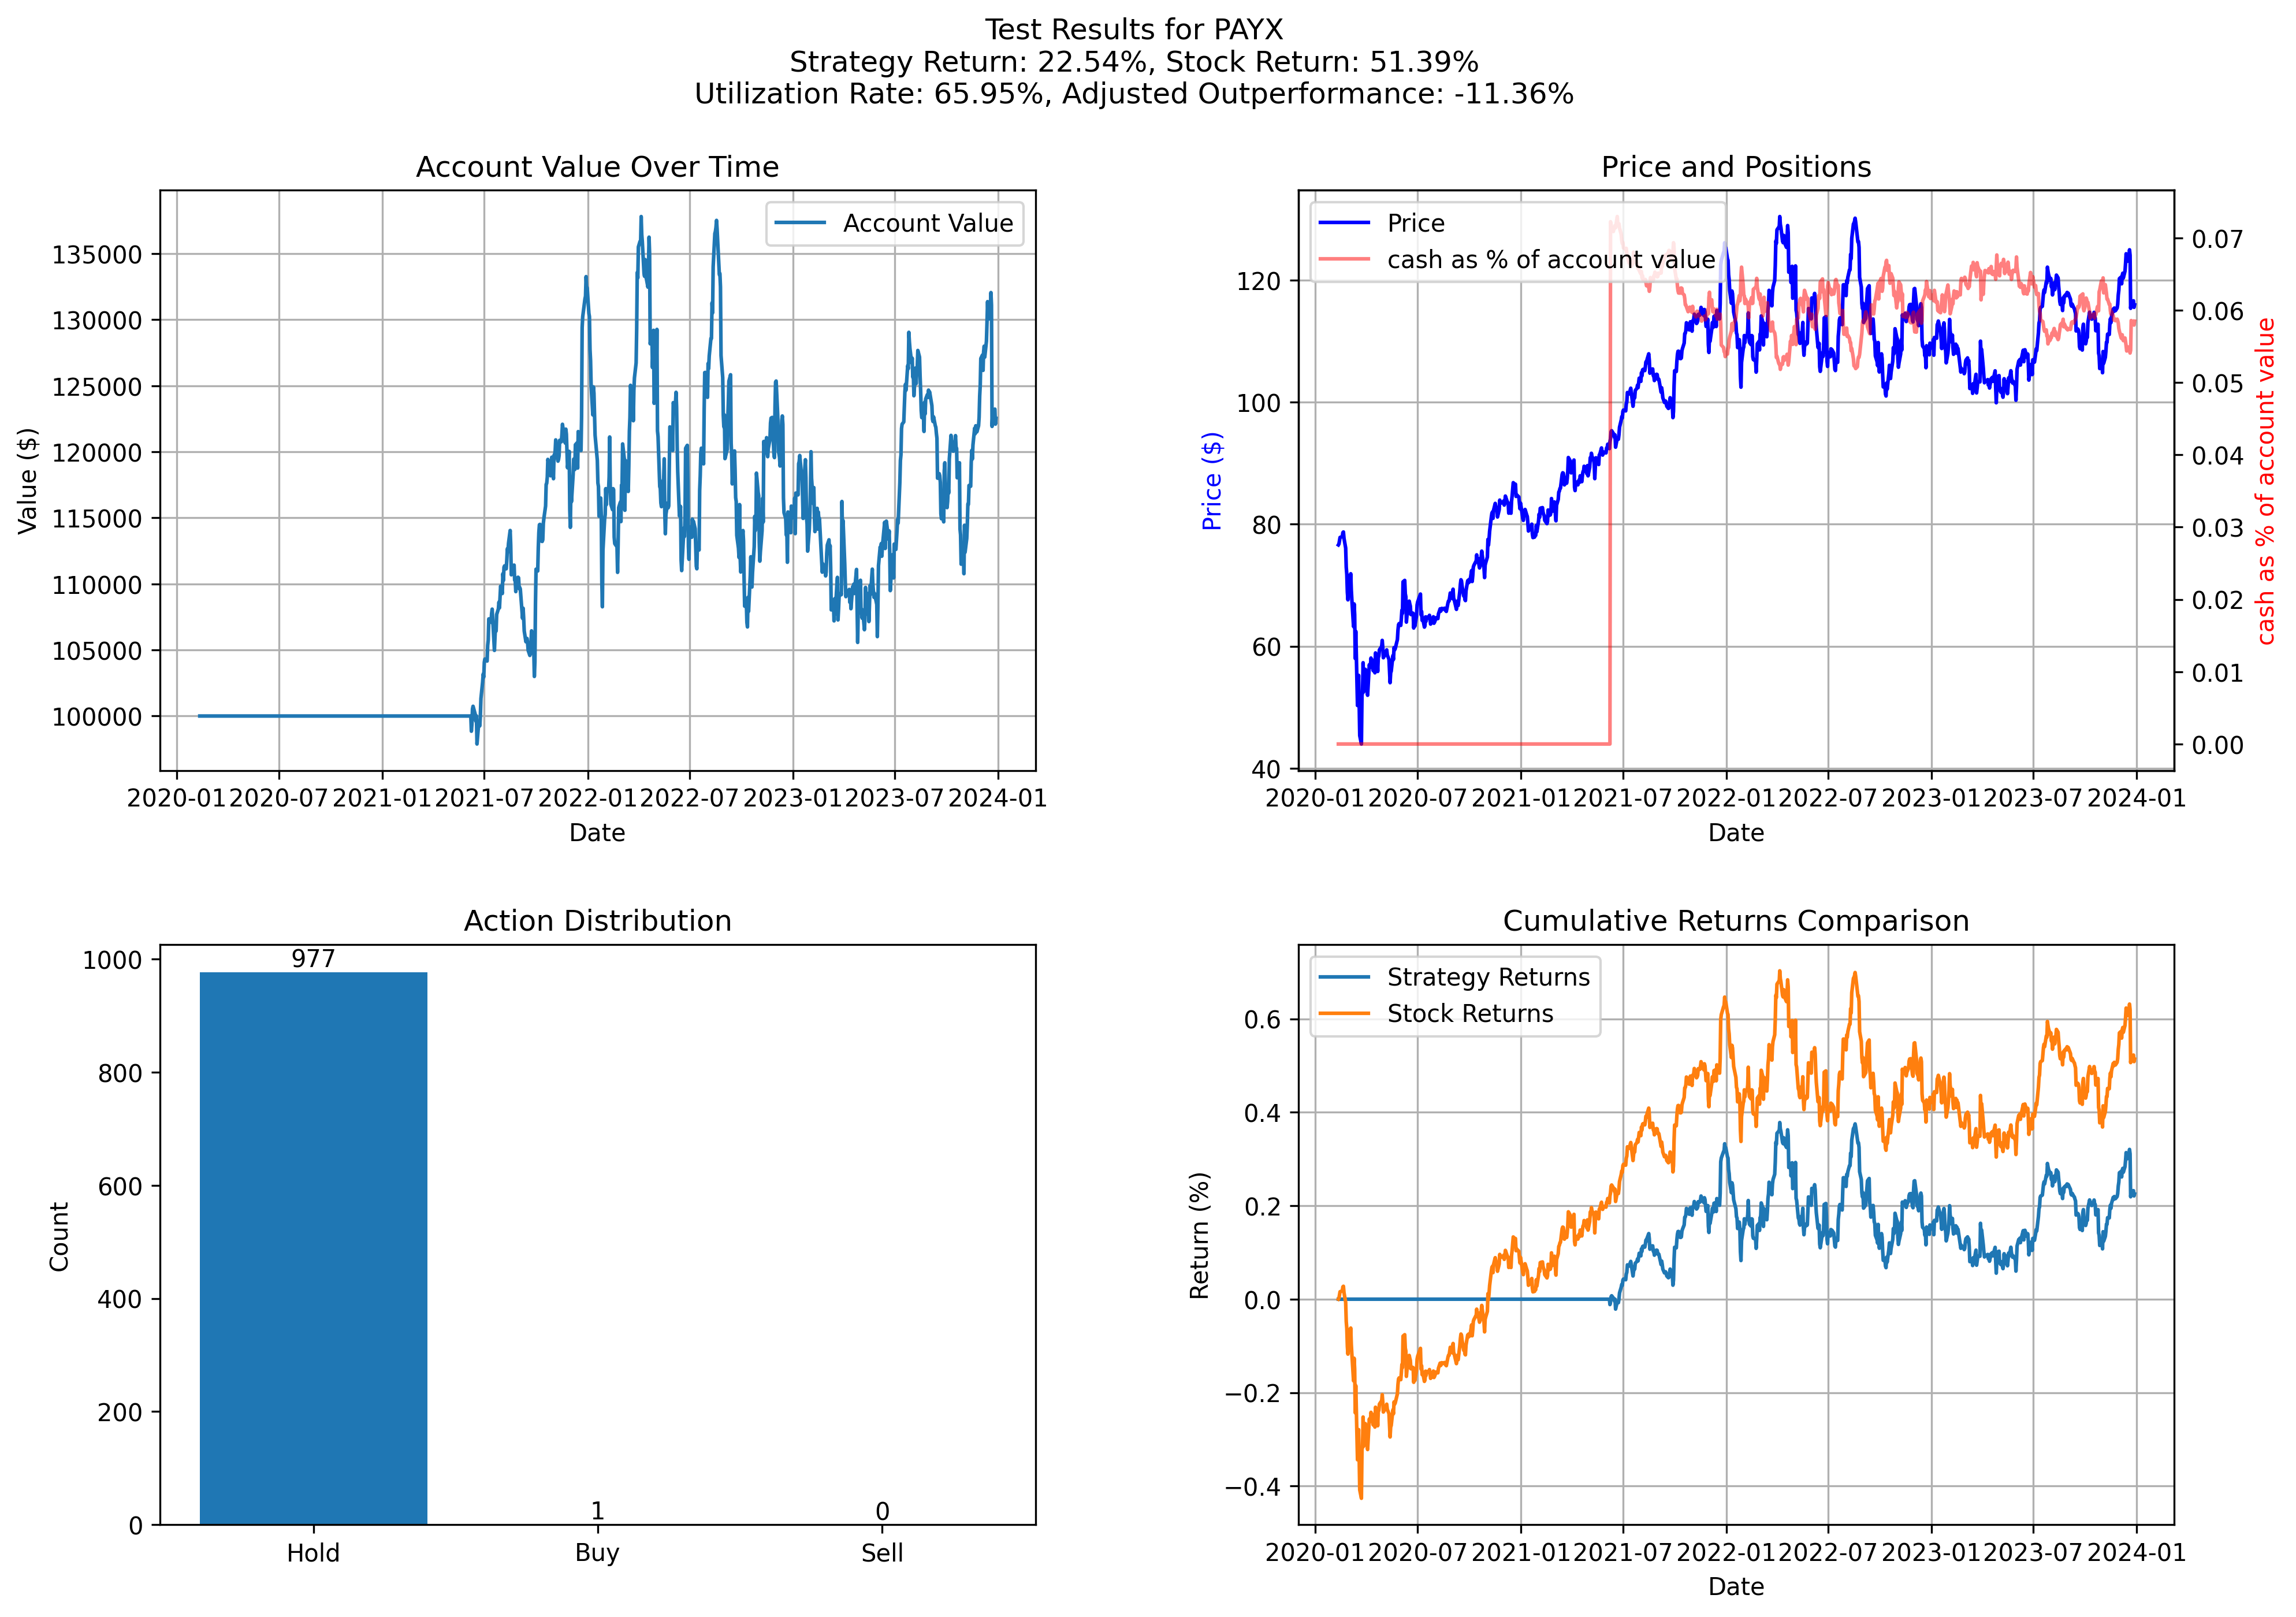 Test Results for PAYX
Strategy Return: 22.54%, Stock Return: 51.39%
Utilization Rate: 65.95%, Adjusted Outperformance: -11.36%
Account Value Over Time
Account Value
Value ($)
135000
130000
125000
120000
115000
110000
105000
100000
2020-01 2020-07 2021-01 2021-07 2022-01 2022-07 2023-01 2023-07 2024-01
Date
Price and Positions
Price
cash as % of account value
Price ($)
120
100
80
60
40
0.07
0.06
0.05
0.04
0.03
0.02
0.01
0.00
cash as % of account value
2020-01 2020-07 2021-01 2021-07 2022-01 2022-07 2023-01 2023-07 2024-01
Date
Action Distribution
Count
1000
800
600
400
200
0
977
1
0
Hold Buy Sell
Cumulative Returns Comparison
Strategy Returns
Stock Returns
Return (%)
0.6
0.4
0.2
0.0
−0.2
−0.4
2020-01 2020-07 2021-01 2021-07 2022-01 2022-07 2023-01 2023-07 2024-01
Date